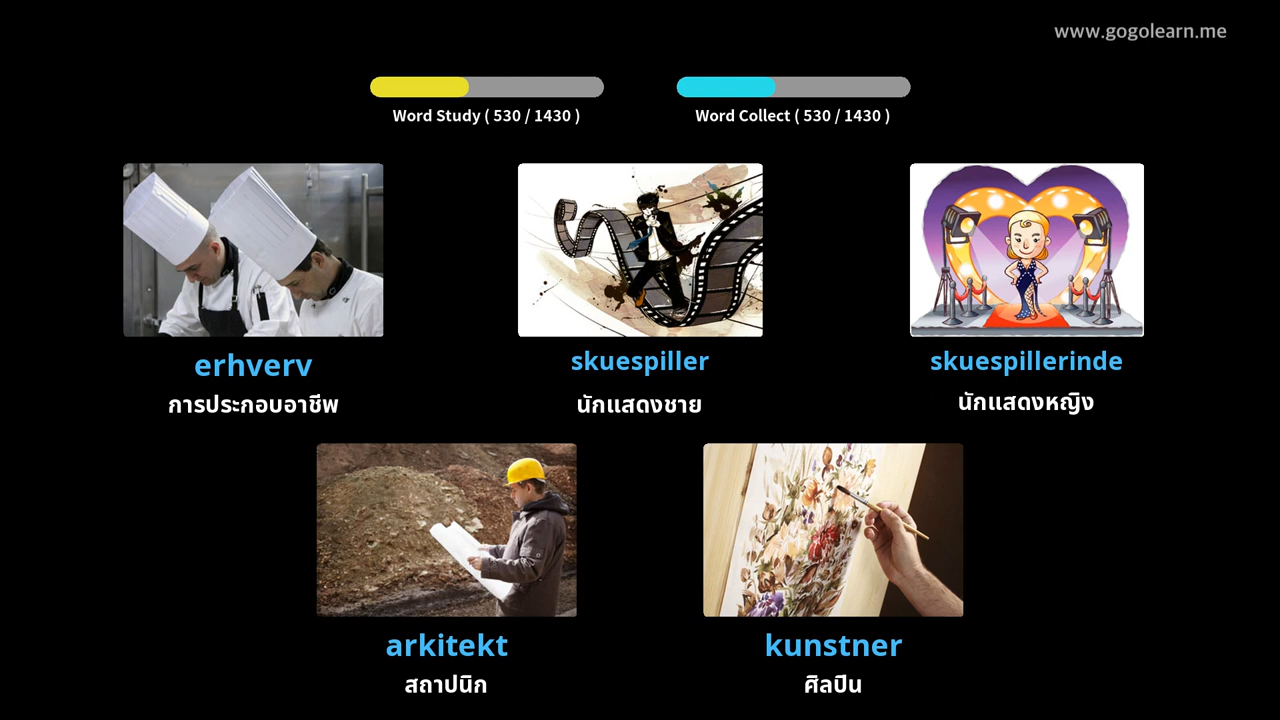 www.gogolearn.me
Word Study ( 530 / 1430 )
Word Collect ( 530 / 1430 )
erhverv
การประกอบอาชีพ
skuespiller
นักแสดงชาย
skuespillerinde
นักแสดงหญิง
arkitekt
สถาปนิก
kunstner
ศิลปิน